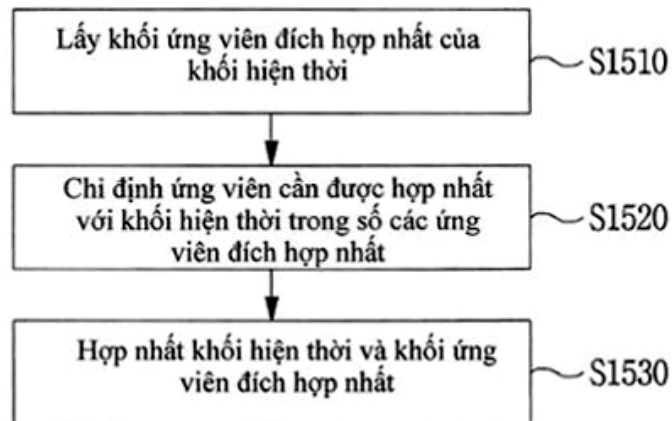 Lấy khối ứng viên đích hợp nhất của
khối hiện thời
S1510
Chỉ định ứng viên cần được hợp nhất
với khối hiện thời trong số các ứng
viên đích hợp nhất
S1520
Hợp nhất khối hiện thời và khối ứng
viên đích hợp nhất
S1530